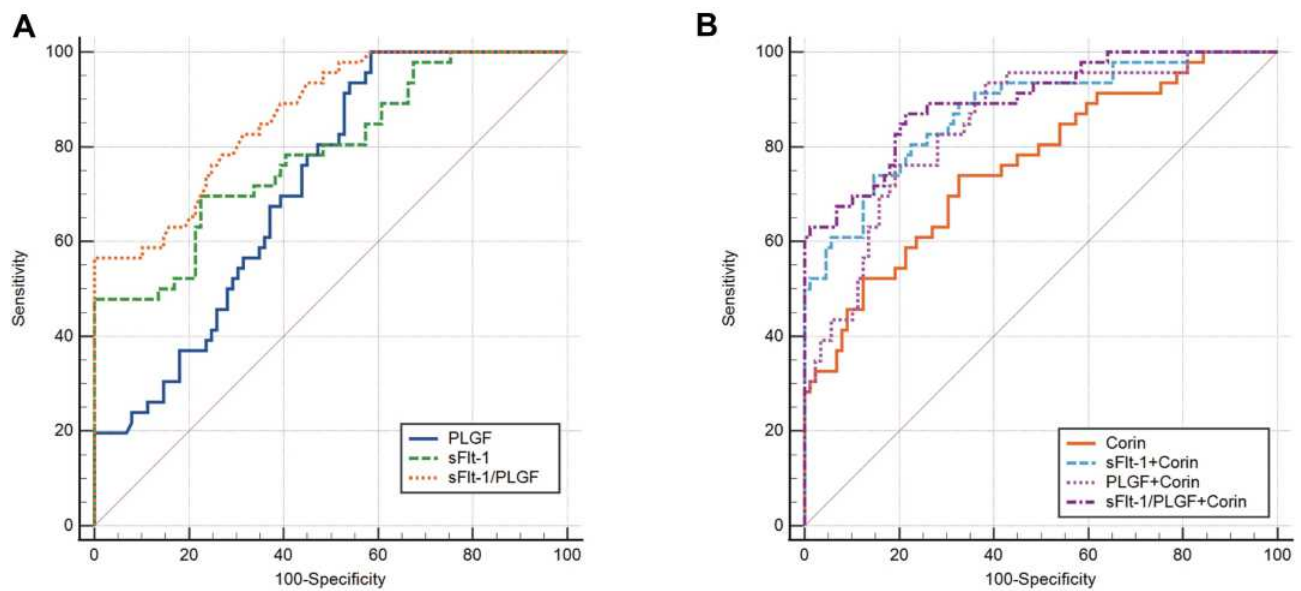 A
100
80
60
40
20
0
Sensitivity
0 20 40 60 80 100
100-Specificity
PLGF
sFlt-1
sFlt-1/PLGF
B
100
80
60
40
20
0
Sensitivity
0 20 40 60 80 100
100-Specificity
Corin
sFlt-1+Corin
PLGF+Corin
sFlt-1/PLGF+Corin